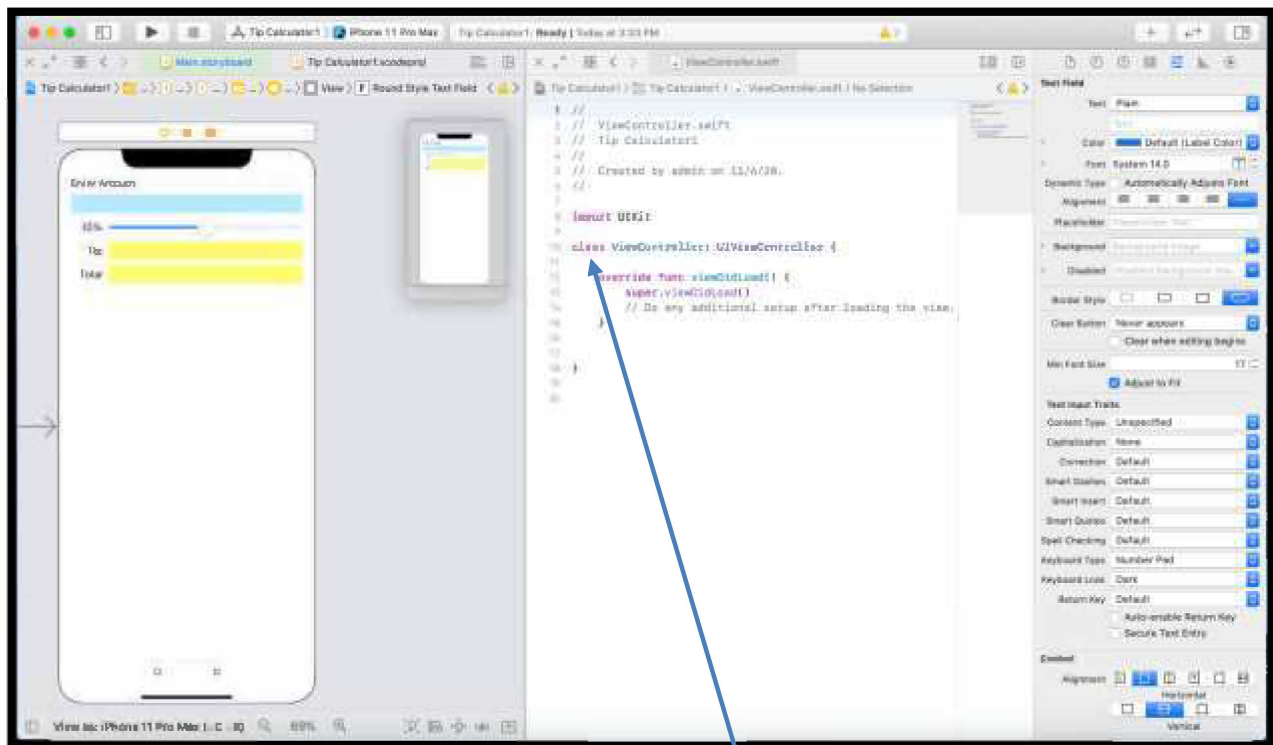 Tip Calculator1 iPhone 11 Pro Max Tip Calculator1: Ready | Today at 3:33 PM
Main.storyboard Tip Calculator1.xcodeproj ViewController.swift
Tip Calculator1 View F Round Style Text Field Tip Calculator1 Tip Calculator1 ViewController.swift No Selection
Enter Amount
15%
Tip
Total
View as: iPhone 11 Pro Max 69%
//
// ViewController.swift
// Tip Calculator1
//
// Created by admin on 11/6/20.
//
import UIKit
class ViewController: UIViewController {
override func viewDidLoad() {
super.viewDidLoad()
// Do any additional setup after loading the view.
}
}
Text Field
Text Plain
Color Default (Label Color)
Font System 14.0
Dynamic Type Automatically Adjusts Font
Alignment
Placeholder
Background
Disabled
Border Style
Clear Button Never appears
Clear when editing begins
Min Font Size 17
Adjust to Fit
Text Input Traits
Content Type Unspecified
Capitalization None
Correction Default
Smart Dashes Default
Smart Insert Default
Smart Quotes Default
Spell Checking Default
Keyboard Type Number Pad
Keyboard Look Dark
Return Key Default
Auto-enable Return Key
Secure Text Entry
Control
Alignment
Horizontal
Vertical